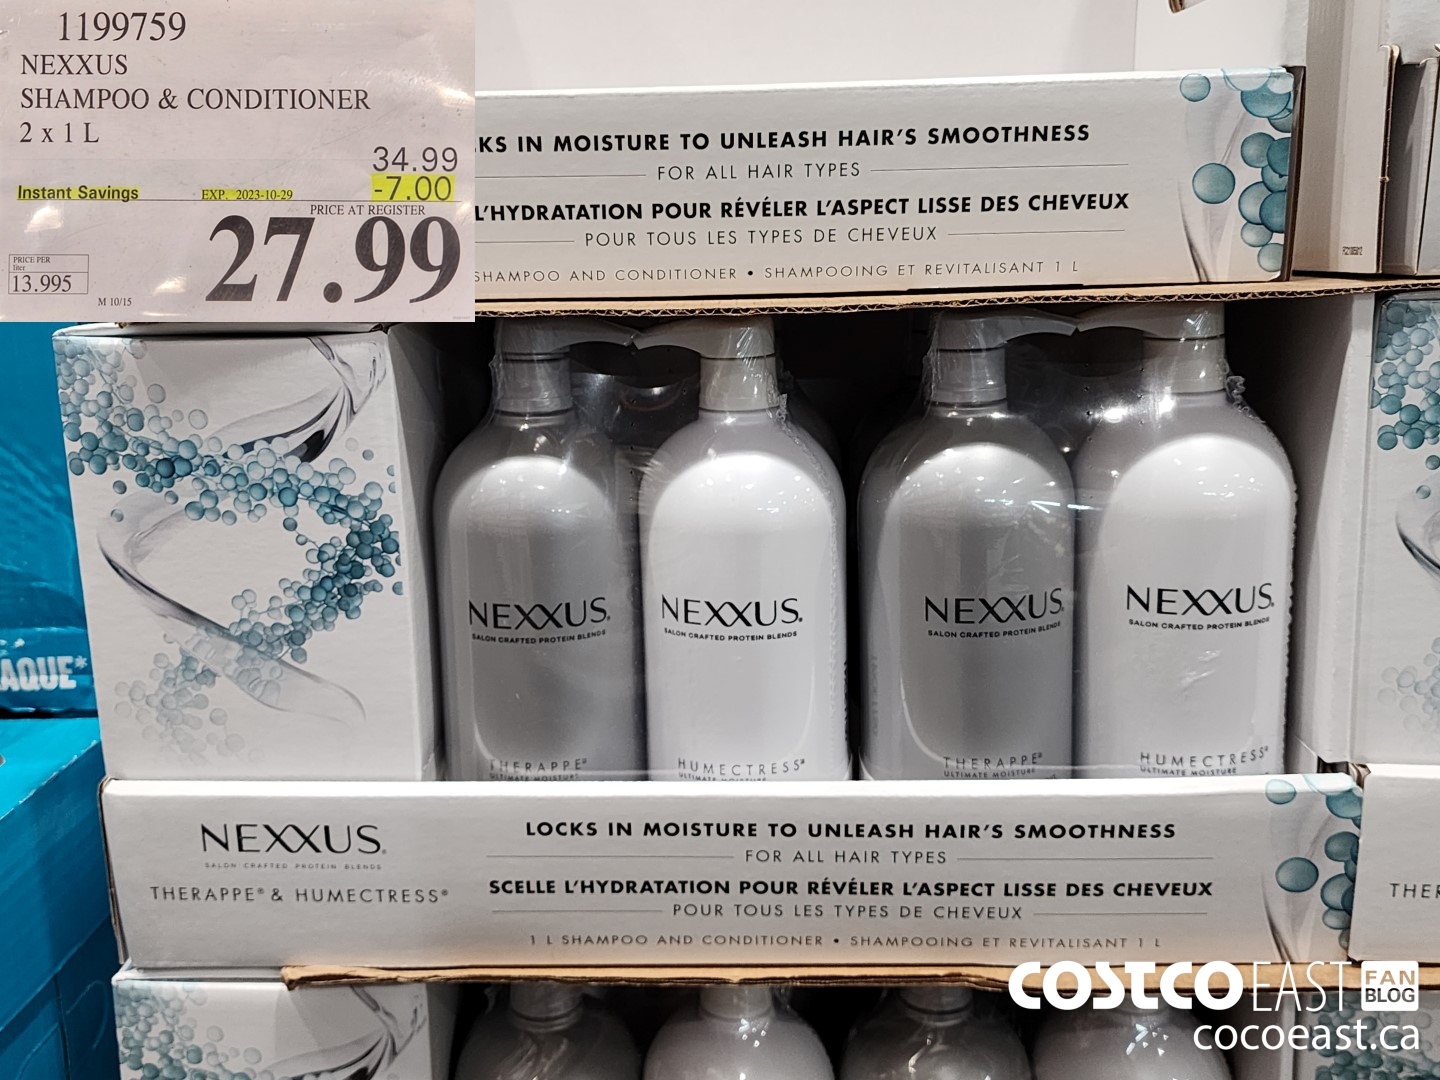 1199759
NEXXUS
SHAMPOO & CONDITIONER
2 x 1 L
34.99
Instant Savings EXP. 2023-10-29 -7.00
PRICE AT REGISTER
27.99
PRICE PER
liter
13.995
M 10/15
KS IN MOISTURE TO UNLEASH HAIR'S SMOOTHNESS
FOR ALL HAIR TYPES
L'HYDRATATION POUR RÉVÉLER L'ASPECT LISSE DES CHEVEUX
POUR TOUS LES TYPES DE CHEVEUX
SHAMPOO AND CONDITIONER • SHAMPOOING ET REVITALISANT 1 L
AQUE*
NEXXUS.
SALON CRAFTED PROTEIN BLENDS
THERAPPE®
ULTIMATE MOISTURE
NEXXUS.
SALON CRAFTED PROTEIN BLENDS
HUMECTRESS®
ULTIMATE MOISTURE
NEXXUS.
SALON CRAFTED PROTEIN BLENDS
THERAPPE®
ULTIMATE MOISTURE
NEXXUS.
SALON CRAFTED PROTEIN BLENDS
HUMECTRESS®
ULTIMATE MOISTURE
NEXXUS.
SALON CRAFTED PROTEIN BLENDS
THERAPPE® & HUMECTRESS®
LOCKS IN MOISTURE TO UNLEASH HAIR'S SMOOTHNESS
FOR ALL HAIR TYPES
SCELLE L'HYDRATATION POUR RÉVÉLER L'ASPECT LISSE DES CHEVEUX
POUR TOUS LES TYPES DE CHEVEUX
1 L SHAMPOO AND CONDITIONER • SHAMPOOING ET REVITALISANT 1 L
THER
COSTCO EAST FAN BLOG
cocoeast.ca